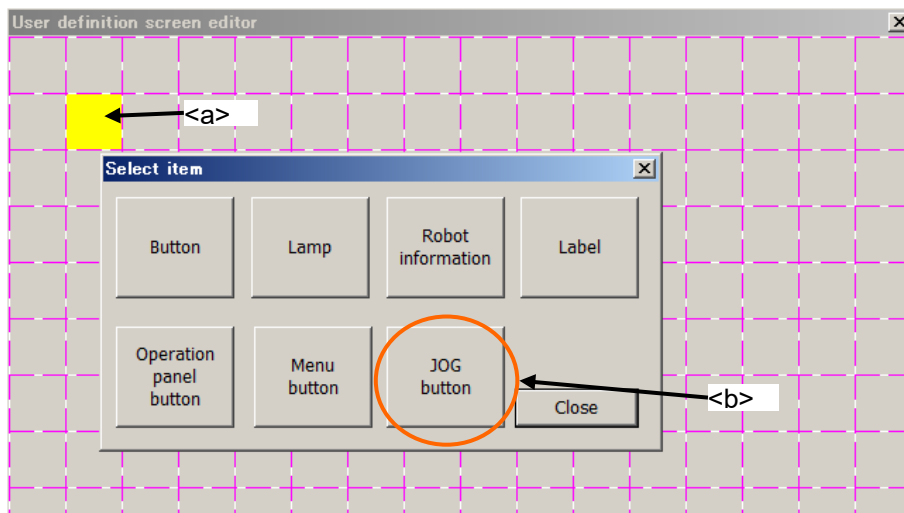 User definition screen editor
<a>
Select item
Button
Lamp
Robot
information
Label
Operation
panel
button
Menu
button
JOG
button
Close
<b>